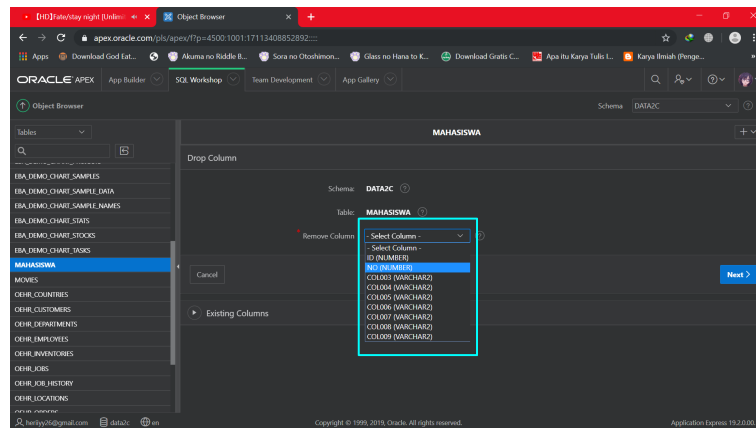 [HD]Fate/stay night [Unlimit
Object Browser
apex.oracle.com/pls/apex/f?p=4500:1001:17113408852892:::::
Apps
Download God Eat...
Akuma no Riddle B...
Sora no Otoshimon...
Glass no Hana to K...
Download Gratis C...
Apa itu Karya Tulis I...
Karya Ilmiah (Penge...
ORACLE APEX
App Builder
SQL Workshop
Team Development
App Gallery
Object Browser
Schema DATA2C
Tables
MAHASISWA
Drop Column
EBA_DEMO_CHART_SAMPLES
EBA_DEMO_CHART_SAMPLE_DATA
EBA_DEMO_CHART_SAMPLE_NAMES
EBA_DEMO_CHART_STATS
EBA_DEMO_CHART_STOCKS
EBA_DEMO_CHART_TASKS
MAHASISWA
MOVIES
OEHR_COUNTRIES
OEHR_CUSTOMERS
OEHR_DEPARTMENTS
OEHR_EMPLOYEES
OEHR_INVENTORIES
OEHR_JOBS
OEHR_JOB_HISTORY
OEHR_LOCATIONS
Schema: DATA2C
Table: MAHASISWA
* Remove Column - Select Column -
- Select Column -
ID (NUMBER)
NO (NUMBER)
COL003 (VARCHAR2)
COL004 (VARCHAR2)
COL005 (VARCHAR2)
COL006 (VARCHAR2)
COL007 (VARCHAR2)
COL008 (VARCHAR2)
COL009 (VARCHAR2)
Cancel
Next >
Existing Columns
herliyy26@gmail.com
data2c
en
Copyright © 1999, 2019, Oracle. All rights reserved.
Application Express 19.2.0.00.